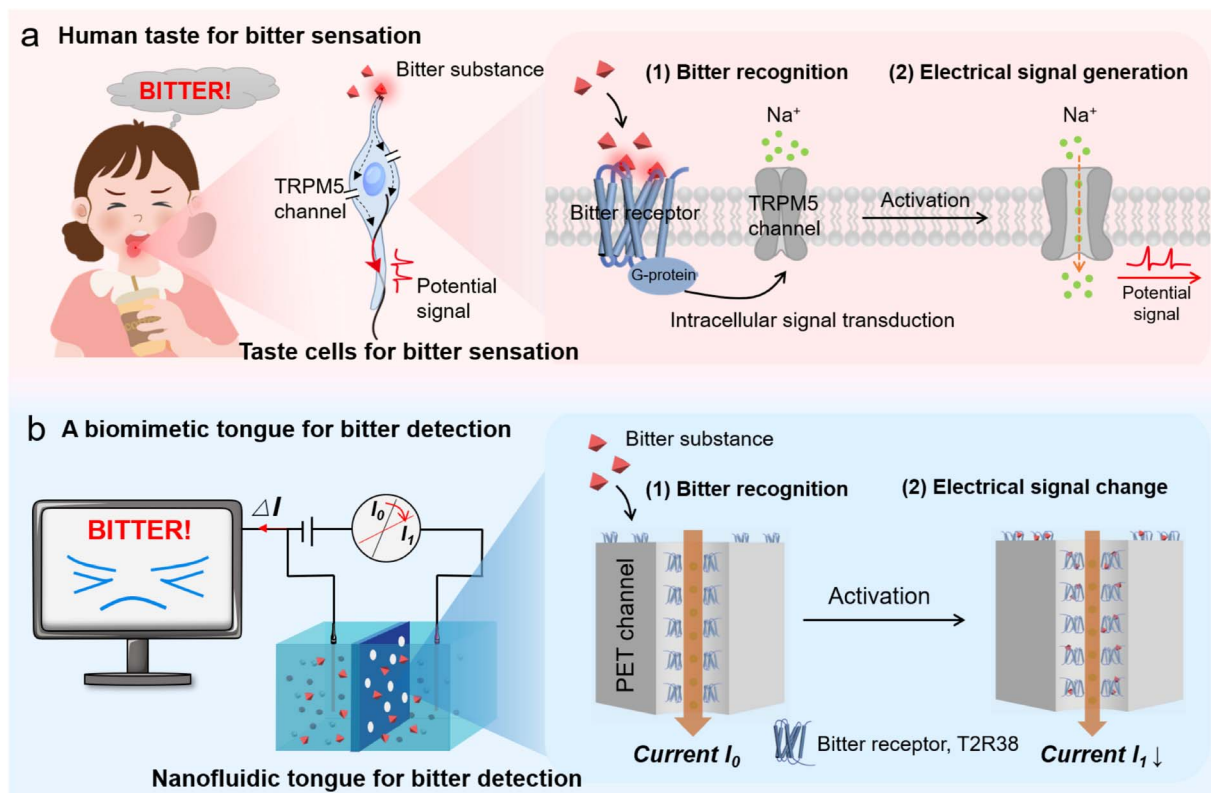 a Human taste for bitter sensation
BITTER!
Bitter substance
TRPM5
channel
Potential
signal
Taste cells for bitter sensation
(1) Bitter recognition
(2) Electrical signal generation
Na⁺
Na⁺
Bitter receptor
TRPM5
channel
Activation
G-protein
Intracellular signal transduction
Potential
signal
b A biomimetic tongue for bitter detection
BITTER!
△I
I₀
I₁
Nanofluidic tongue for bitter detection
Bitter substance
(1) Bitter recognition
(2) Electrical signal change
PET channel
Activation
Current I₀
Bitter receptor, T2R38
Current I₁ ↓